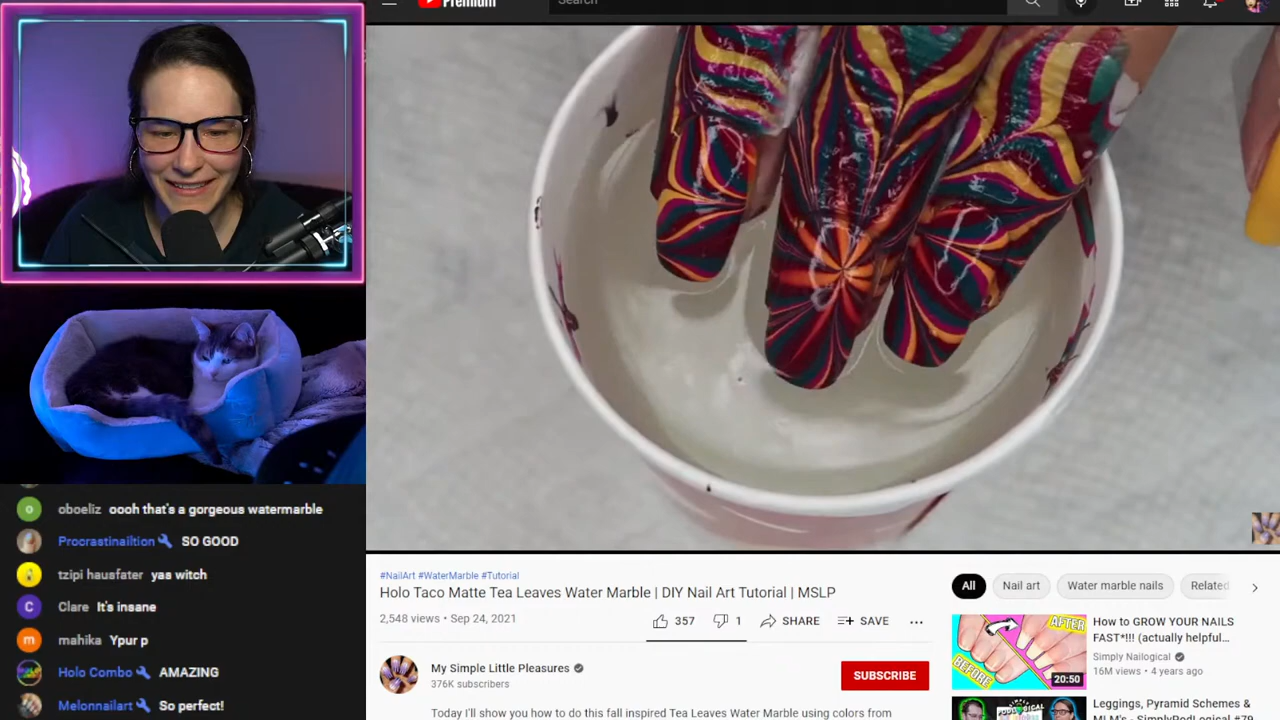 Premium
Search
oboeliz oooh that's a gorgeous watermarble
Procrastinailtion SO GOOD
tzipi hausfater yaa witch
C Clare It's insane
m mahika Ypur p
Holo Combo AMAZING
Melonnailart So perfect!
#NailArt #WaterMarble #Tutorial
Holo Taco Matte Tea Leaves Water Marble | DIY Nail Art Tutorial | MSLP
2,548 views • Sep 24, 2021
357 1 SHARE SAVE ...
My Simple Little Pleasures
376K subscribers
SUBSCRIBE
Today I'll show you how to do this fall inspired Tea Leaves Water Marble using colors from
All Nail art Water marble nails Related
BEFORE AFTER 20:50
How to GROW YOUR NAILS
FAST*!!! (actually helpful...
Simply Nailogical
16M views • 4 years ago
Leggings, Pyramid Schemes &
MLM's - SimplyPodLogical #79